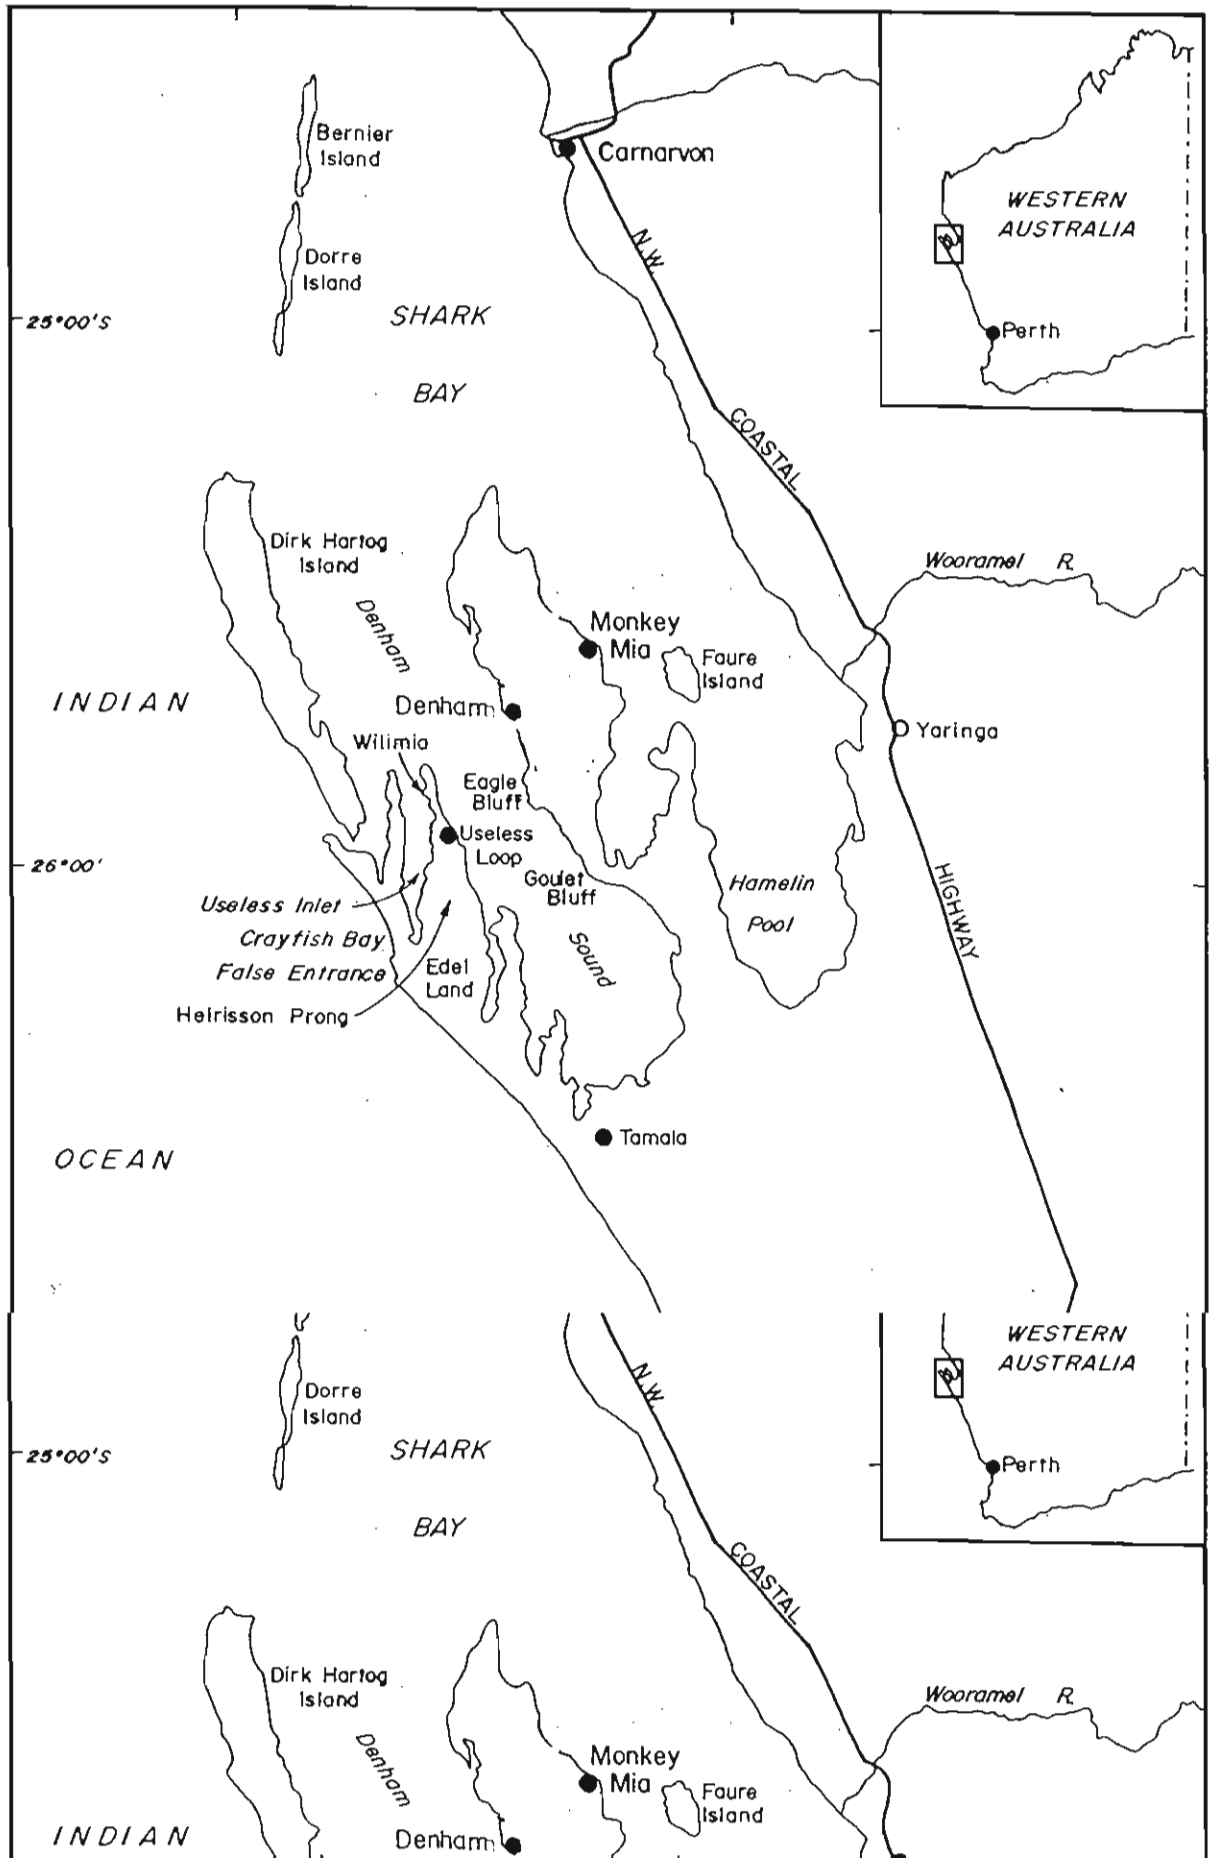 Bernier
Island
Carnarvon
WESTERN
AUSTRALIA
N.W.
Dorre
Island
SHARK
25°00'S
Perth
BAY
COASTAL
Dirk Hartog
Island
Wooramel R.
Denham
Monkey
Mia
Faure
Island
INDIAN
Denham
Yaringa
Wilimia
Eagle
Bluff
Useless
Loop
26°00'
Goulet
Bluff
Hamelin
Pool
HIGHWAY
Useless Inlet
Crayfish Bay
Sound
False Entrance
Edel
Land
Heirisson Prong
Tamala
OCEAN
WESTERN
AUSTRALIA
N.W.
Dorre
Island
SHARK
25°00'S
Perth
BAY
COASTAL
Dirk Hartog
Island
Wooramel R.
Denham
Monkey
Mia
Faure
Island
INDIAN
Denham